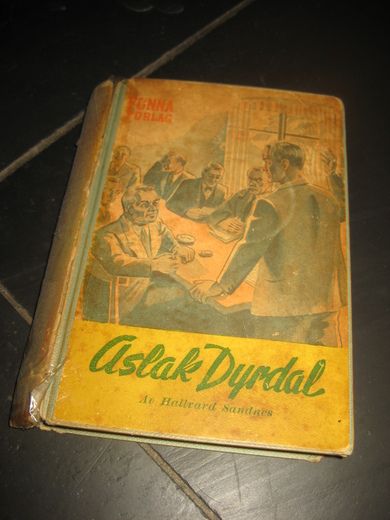 FONNA
FORLAG
Aslak Dyrdal
Av Hallvard Sandnes